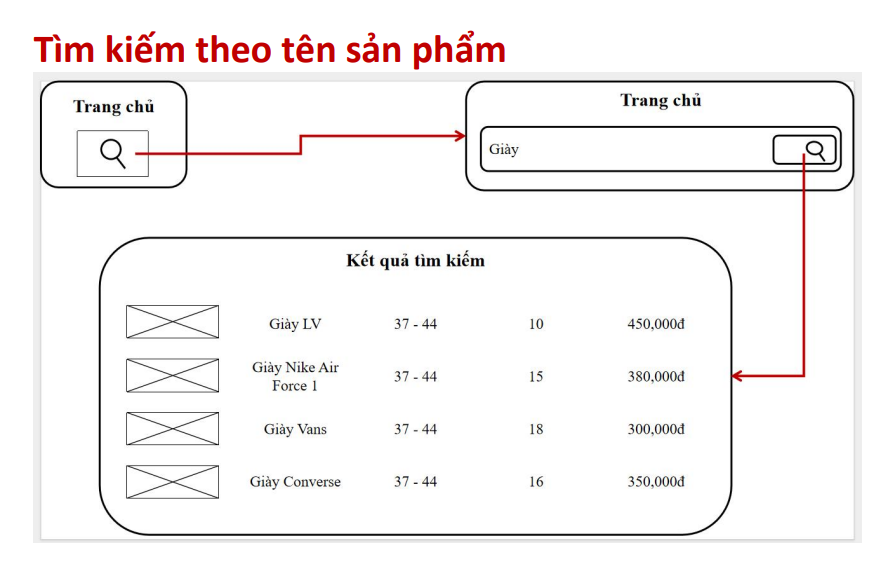 Tìm kiếm theo tên sản phẩm
Trang chủ
Trang chủ
Giày
Kết quả tìm kiếm
Giày LV 37 - 44 10 450,000đ
Giày Nike Air
Force 1 37 - 44 15 380,000đ
Giày Vans 37 - 44 18 300,000đ
Giày Converse 37 - 44 16 350,000đ